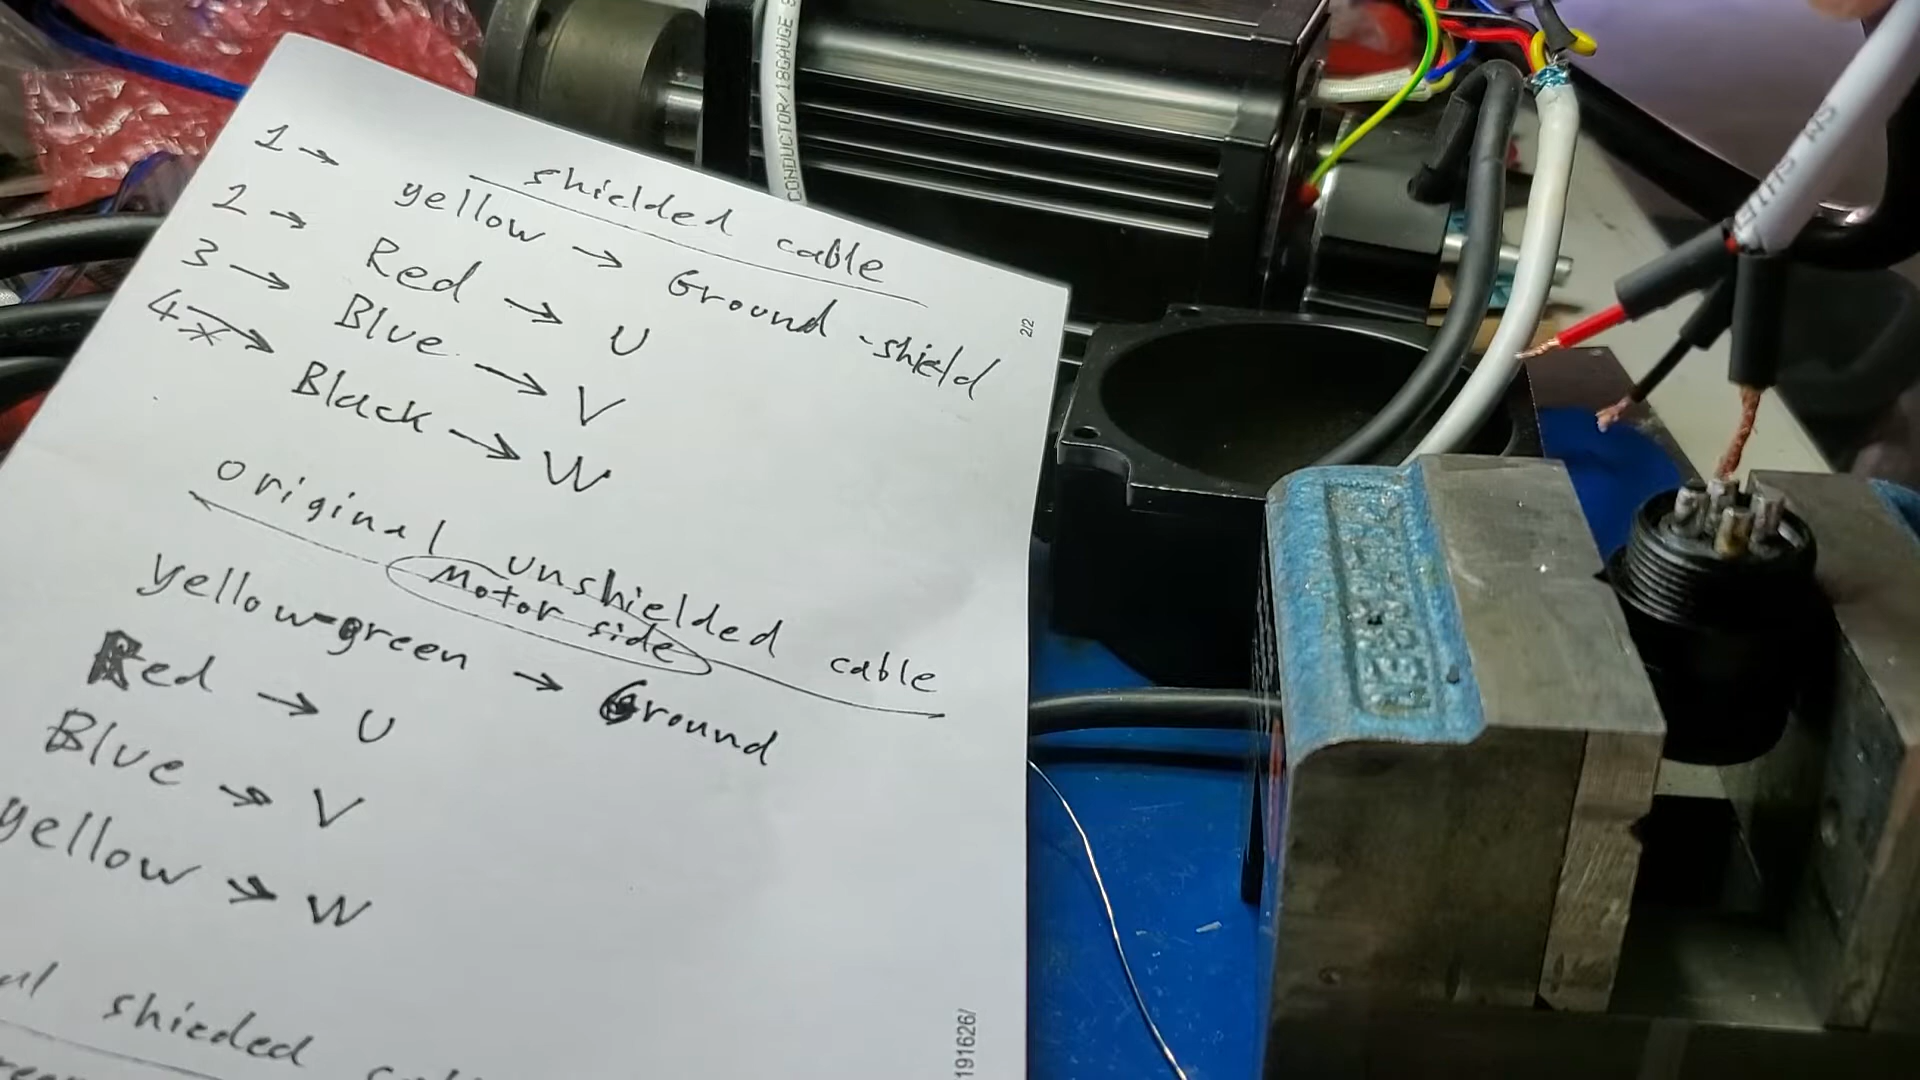 shielded cable
1 → yellow → Ground - shield
2 → Red → U
3 → Blue → V
4 → Black → W
original unshielded cable
Motor side
yellow-green → Ground
Red → U
Blue → V
yellow → W
shieded
2/2
191626/
CONDUCTOR/18GAUGE